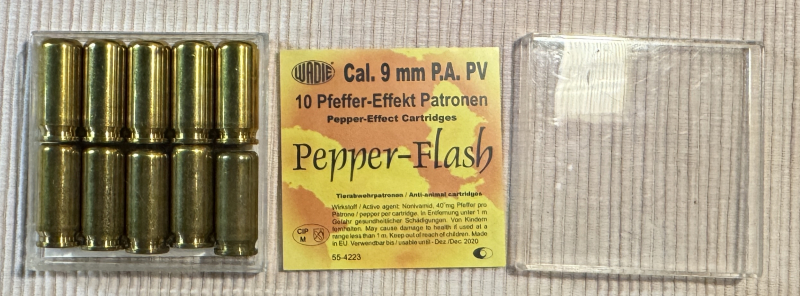 WADIE® Cal. 9 mm P.A. PV
10 Pfeffer-Effekt Patronen
Pepper-Effect Cartridges
Pepper-Flash
Tierabwehrpatronen / Anti-animal cartridges
Wirkstoff / Active agent: Nonivamid. 40 mg Pfeffer pro
Patrone / pepper per cartridge. In Entfernung unter 1 m
Gefahr gesundheitlicher Schädigungen. Von Kindern
fernhalten. May cause damage to health if used at a
range less than 1 m. Keep out of reach of children. Made
in EU. Verwendbar bis / usable until - Dez./Dec. 2020
CIP
M
55-4223